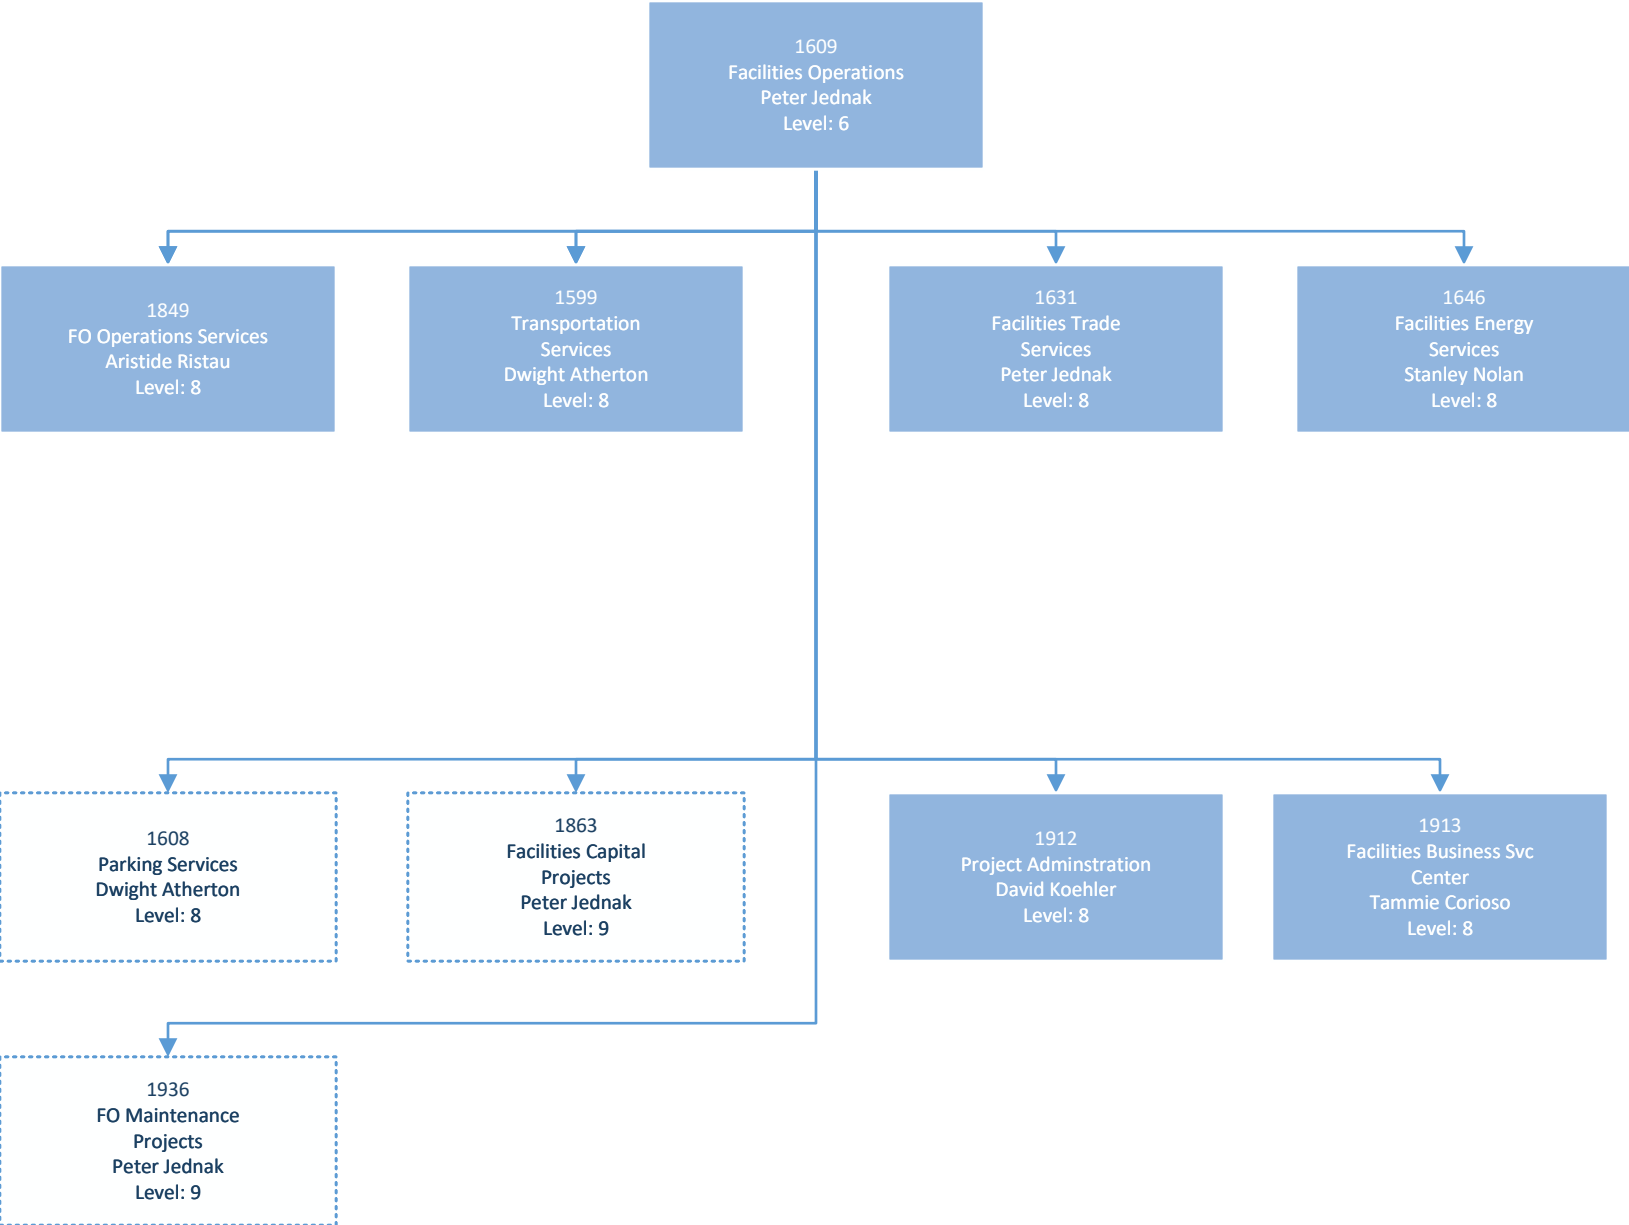 1609
Facilities Operations
Peter Jednak
Level: 6
1849
FO Operations Services
Aristide Ristau
Level: 8
1599
Transportation
Services
Dwight Atherton
Level: 8
1631
Facilities Trade
Services
Peter Jednak
Level: 8
1646
Facilities Energy
Services
Stanley Nolan
Level: 8
1608
Parking Services
Dwight Atherton
Level: 8
1863
Facilities Capital
Projects
Peter Jednak
Level: 9
1912
Project Adminstration
David Koehler
Level: 8
1913
Facilities Business Svc
Center
Tammie Corioso
Level: 8
1936
FO Maintenance
Projects
Peter Jednak
Level: 9